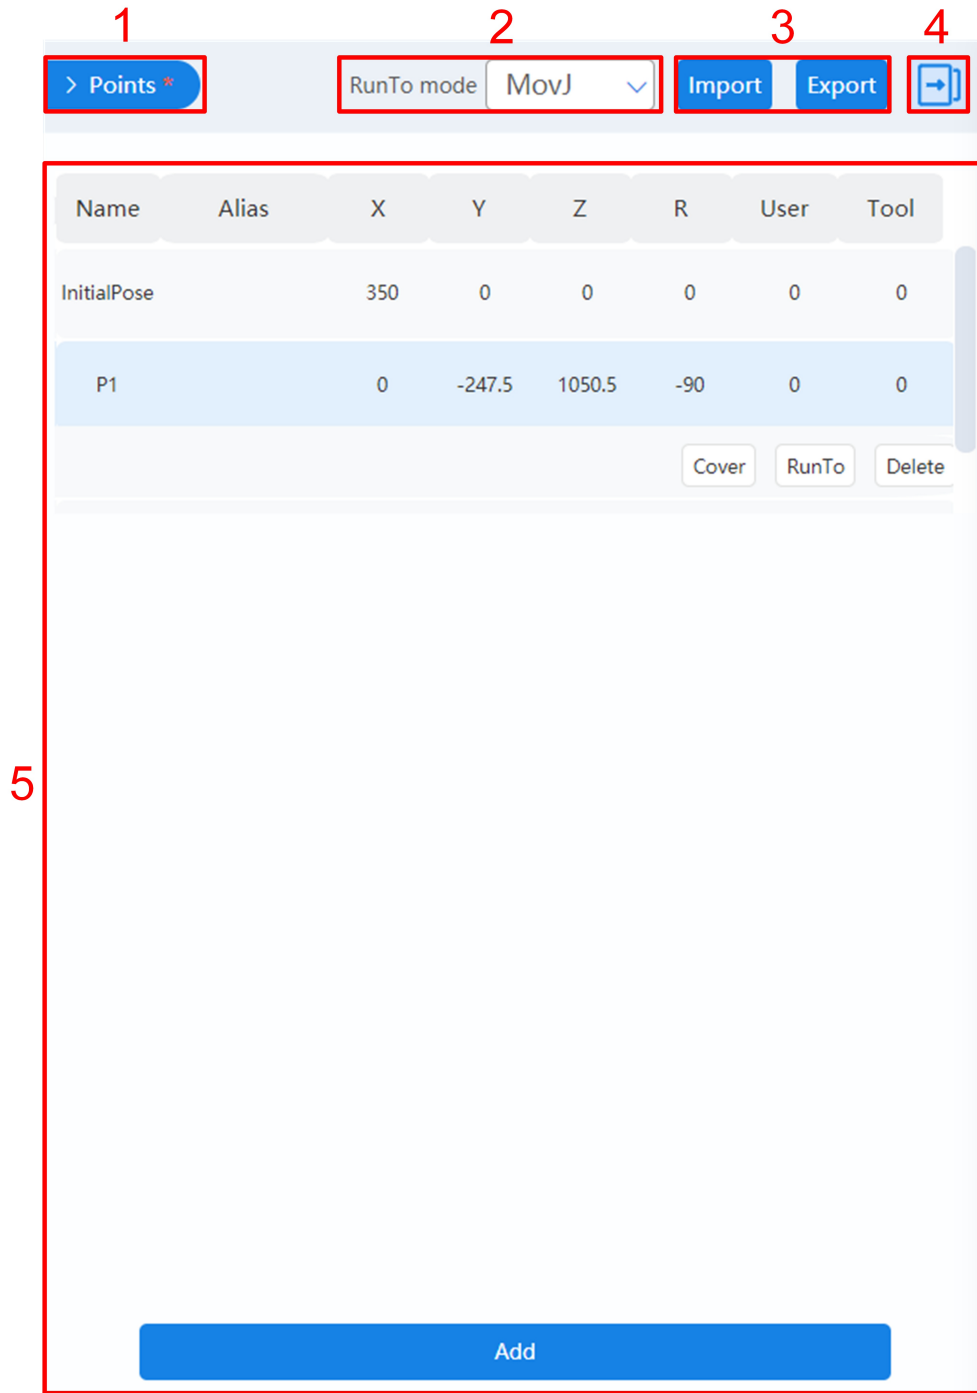 1 2 3 4
> Points * RunTo mode MovJ Import Export
Name Alias X Y Z R User Tool
InitialPose 350 0 0 0 0 0
P1 0 -247.5 1050.5 -90 0 0
Cover RunTo Delete
5
Add